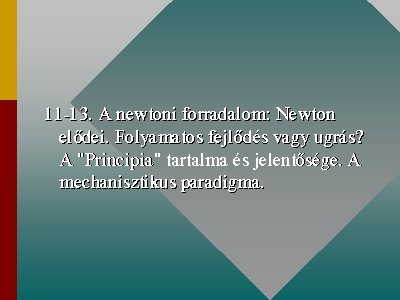 11-13. A newtoni forradalom: Newton
elődei. Folyamatos fejlődés vagy ugrás?
A "Principia" tartalma és jelentősége. A
mechanisztikus paradigma.